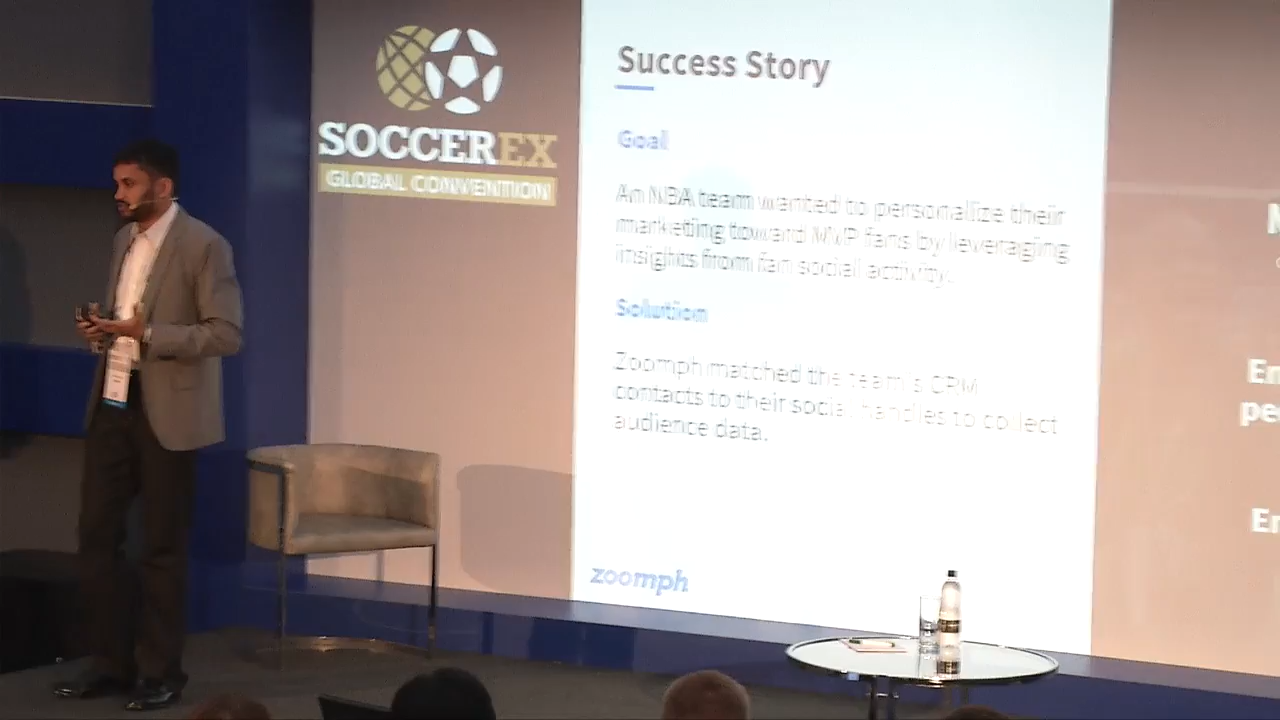 SOCCEREX
GLOBAL CONVENTION
Success Story
Goal
An NBA team wanted to personalize their
marketing toward MVP fans by leveraging
insights from fan social activity.
Solution
Zoomph matched the team's CRM
contacts to their social handles to collect
audience data.
zoomph